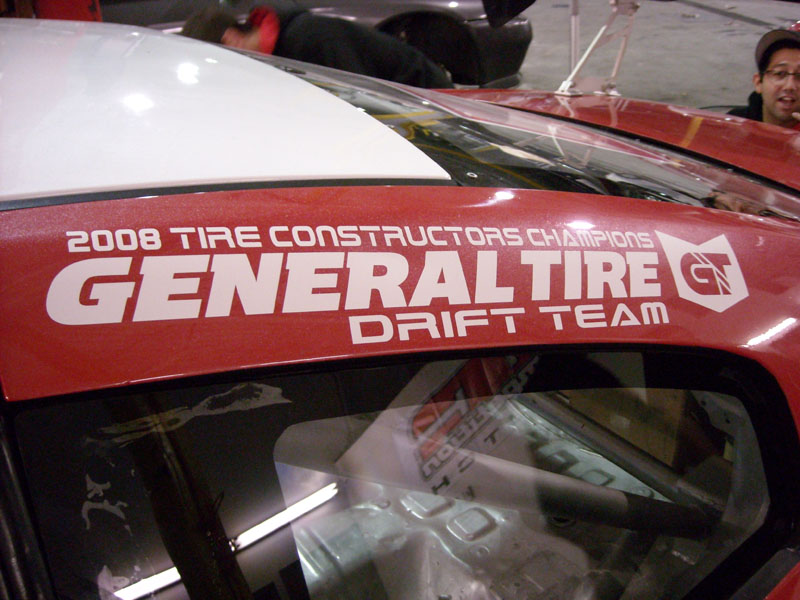 2008 TIRE CONSTRUCTORS CHAMPIONS
GENERAL TIRE
GT
DRIFT TEAM